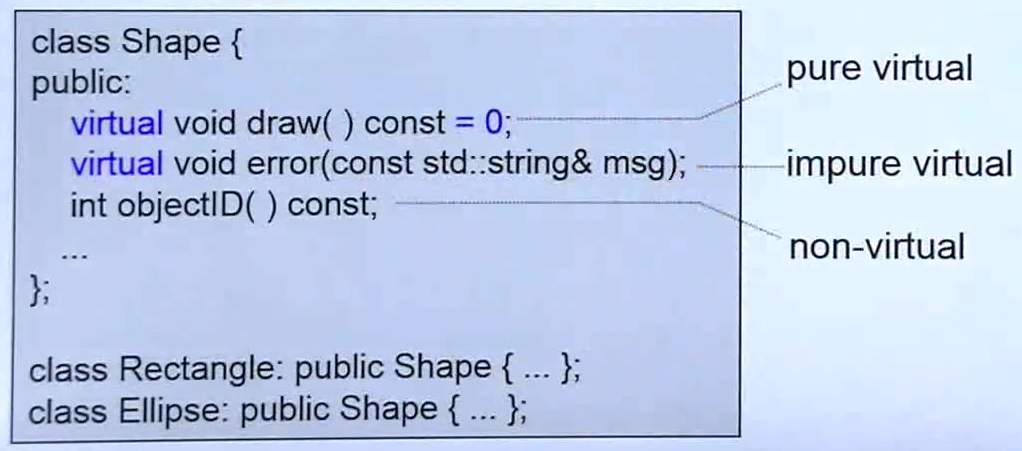 class Shape {
public:
virtual void draw( ) const = 0;
pure virtual
virtual void error(const std::string& msg);
impure virtual
int objectID( ) const;
non-virtual
...
};
class Rectangle: public Shape { ... };
class Ellipse: public Shape { ... };